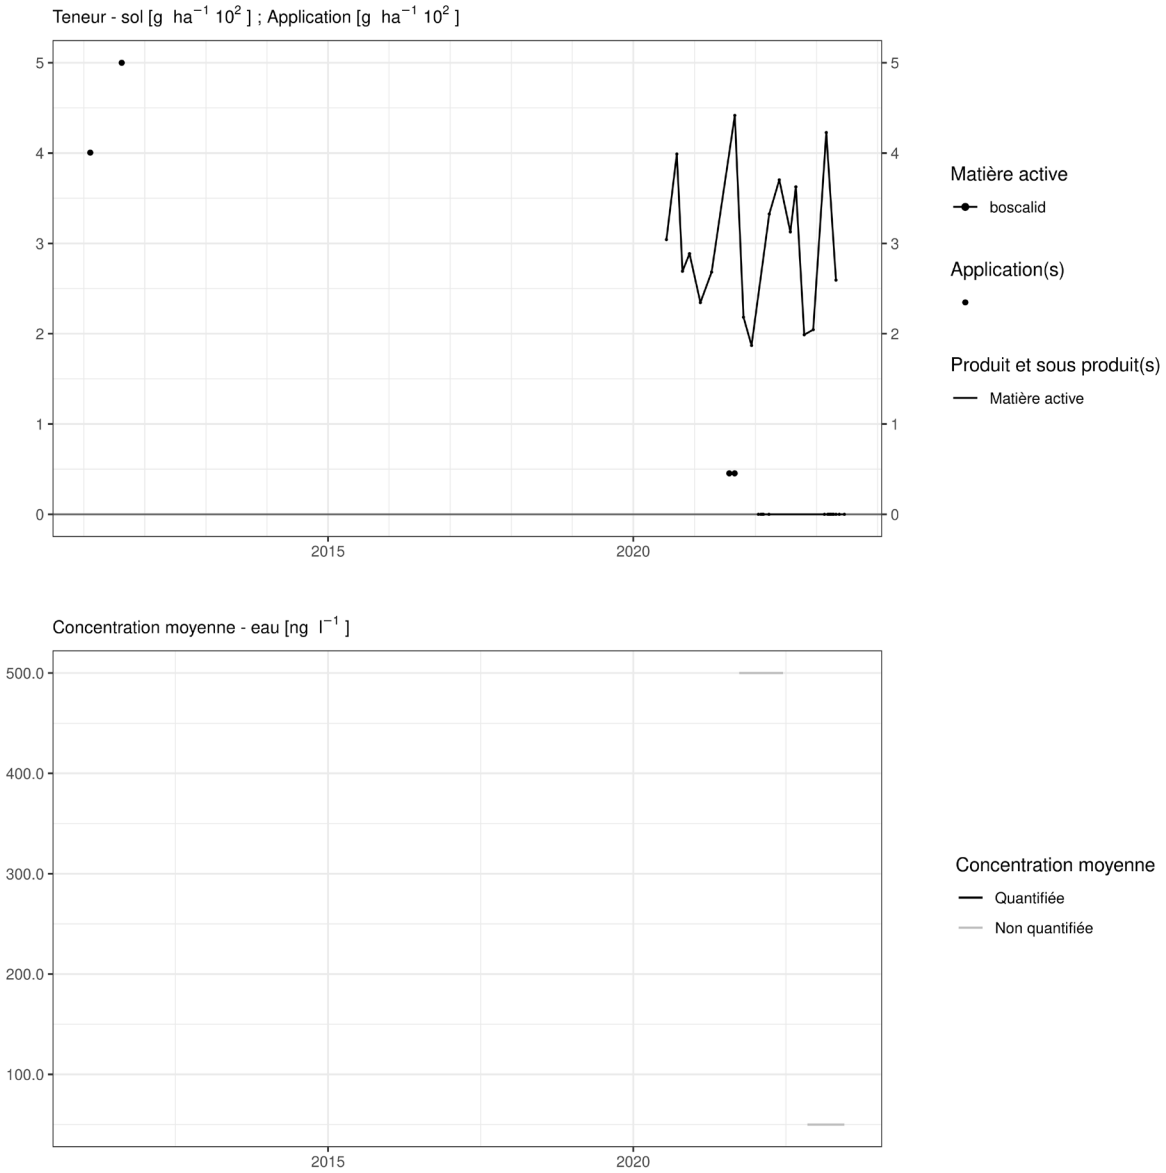 Teneur - sol [g ha⁻¹ 10² ] ; Application [g ha⁻¹ 10² ]
5 5
4 4
3 3
2 2
1 1
0 0
2015 2020
Matière active
boscalid
Application(s)
Produit et sous produit(s)
Matière active
Concentration moyenne - eau [ng l⁻¹ ]
500.0
400.0
300.0
200.0
100.0
2015 2020
Concentration moyenne
Quantifiée
Non quantifiée